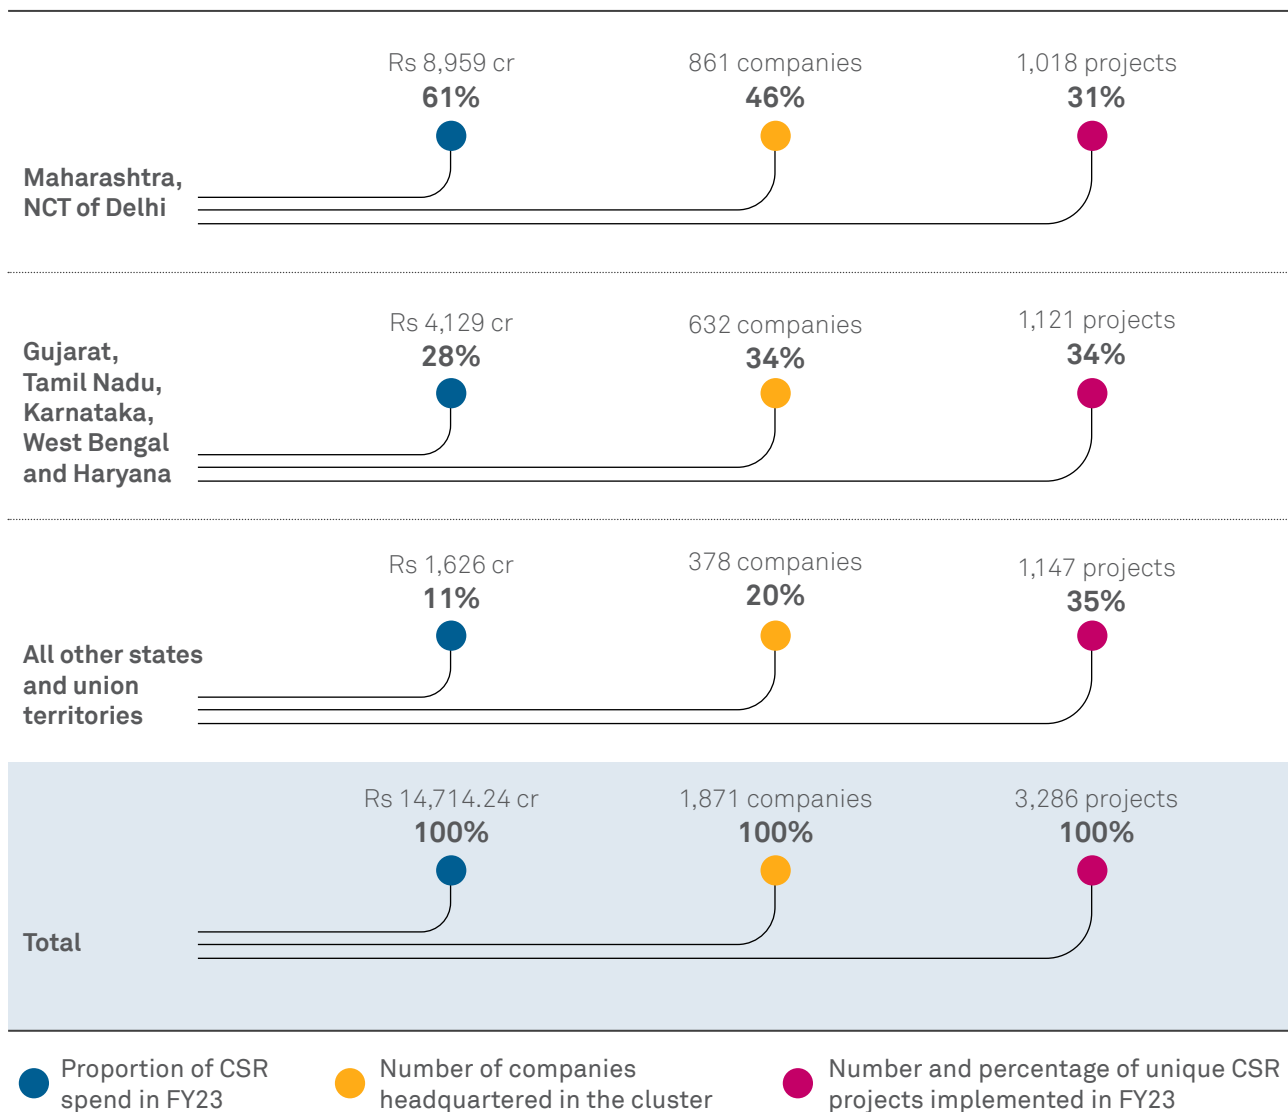 Rs 8,959 cr
61%
861 companies
46%
1,018 projects
31%
Maharashtra,
NCT of Delhi
Rs 4,129 cr
28%
632 companies
34%
1,121 projects
34%
Gujarat,
Tamil Nadu,
Karnataka,
West Bengal
and Haryana
Rs 1,626 cr
11%
378 companies
20%
1,147 projects
35%
All other states
and union
territories
Rs 14,714.24 cr
100%
1,871 companies
100%
3,286 projects
100%
Total
Proportion of CSR
spend in FY23
Number of companies
headquartered in the cluster
Number and percentage of unique CSR
projects implemented in FY23